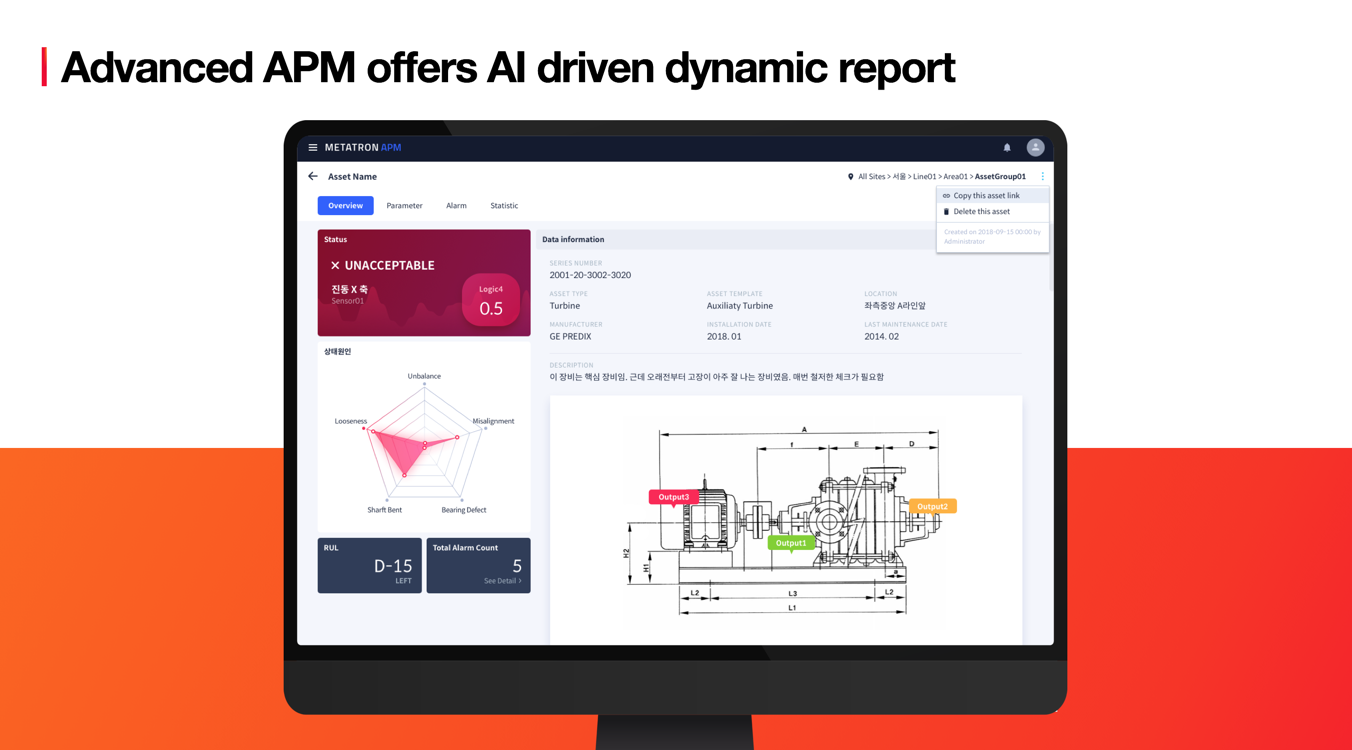 Advanced APM offers AI driven dynamic report
METATRON APM
Asset Name
All Sites > 서울 > Line01 > Area01 > AssetGroup01
Copy this asset link
Delete this asset
Created on 2018-09-15 00:00 by
Administrator
Overview
Parameter
Alarm
Statistic
Status
UNACCEPTABLE
진동 X 축
Sensor01
Logic4
0.5
상태원인
Unbalance
Looseness
Misalignment
Sharft Bent
Bearing Defect
RUL
D-15
LEFT
Total Alarm Count
5
See Detail >
Data information
SERIES NUMBER
2001-20-3002-3020
ASSET TYPE
ASSET TEMPLATE
LOCATION
Turbine
Auxiliaty Turbine
좌측중앙 A라인앞
MANUFACTURER
INSTALLATION DATE
LAST MAINTENANCE DATE
GE PREDIX
2018. 01
2014. 02
DESCRIPTION
이 장비는 핵심 장비임. 근데 오래전부터 고장이 아주 잘 나는 장비였음. 매번 철저한 체크가 필요함
A
f
E
D
Output3
Output2
Output1
H2
H1
a
L2
L3
L2
L1